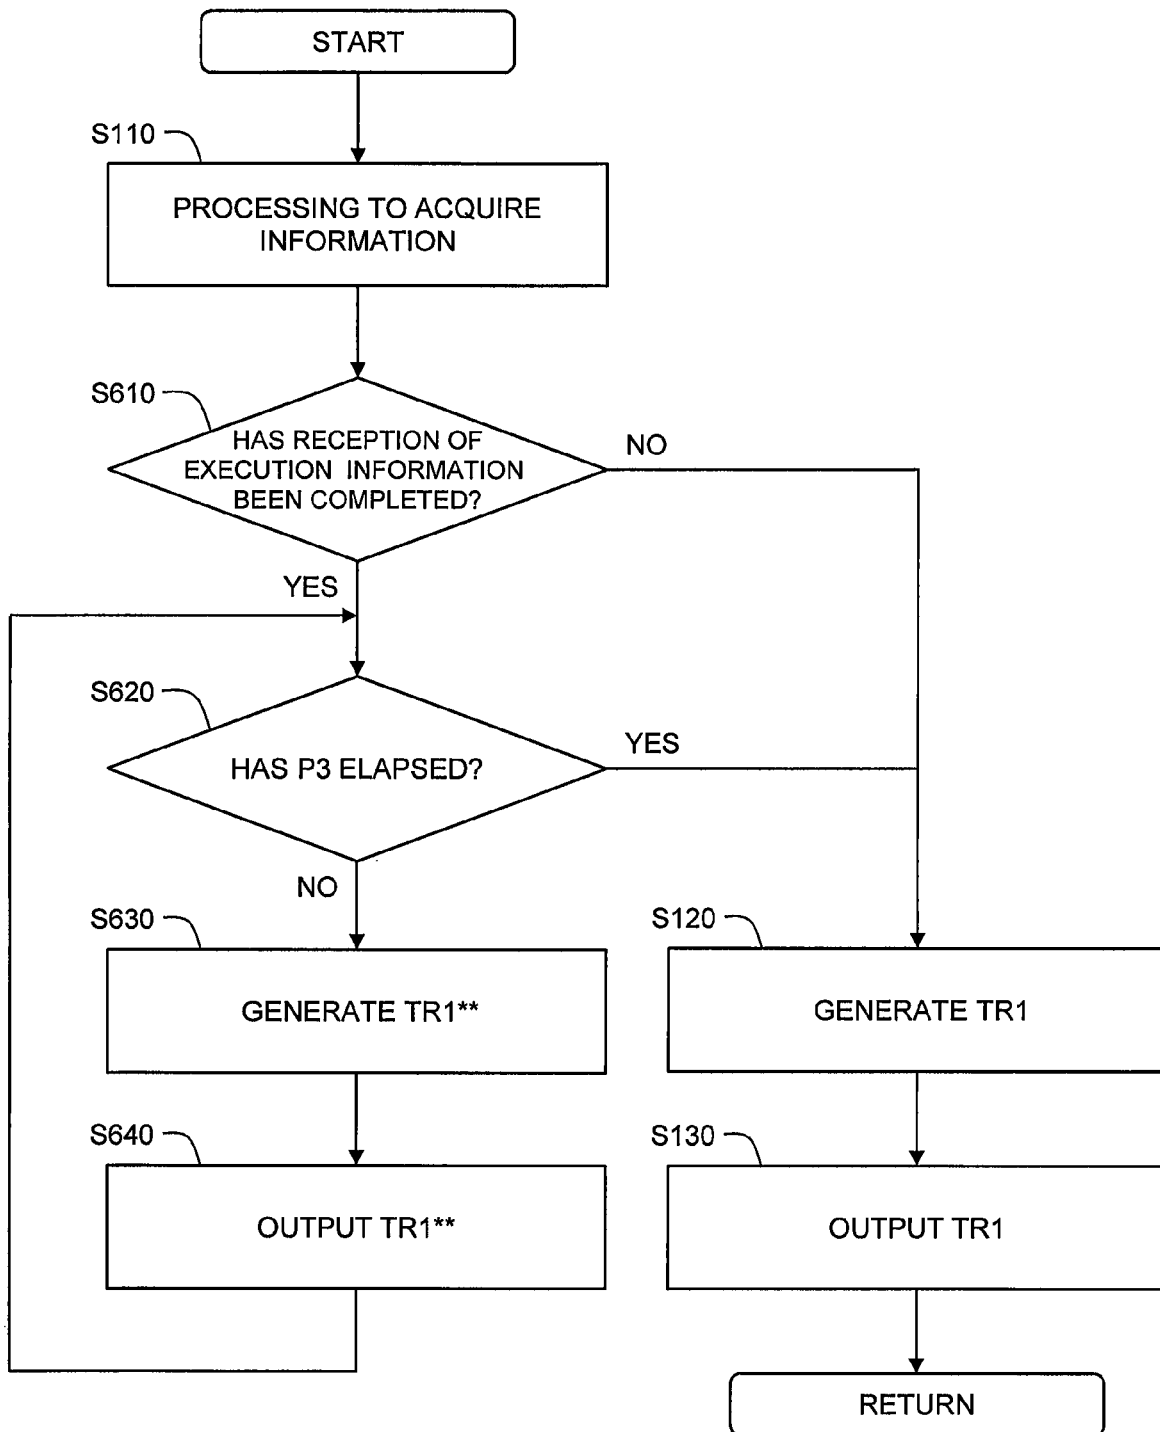 START
S110
PROCESSING TO ACQUIRE
INFORMATION
S610
HAS RECEPTION OF
EXECUTION INFORMATION
BEEN COMPLETED?
NO
YES
S620
HAS P3 ELAPSED?
YES
NO
S630
GENERATE TR1**
S120
GENERATE TR1
S640
OUTPUT TR1**
S130
OUTPUT TR1
RETURN